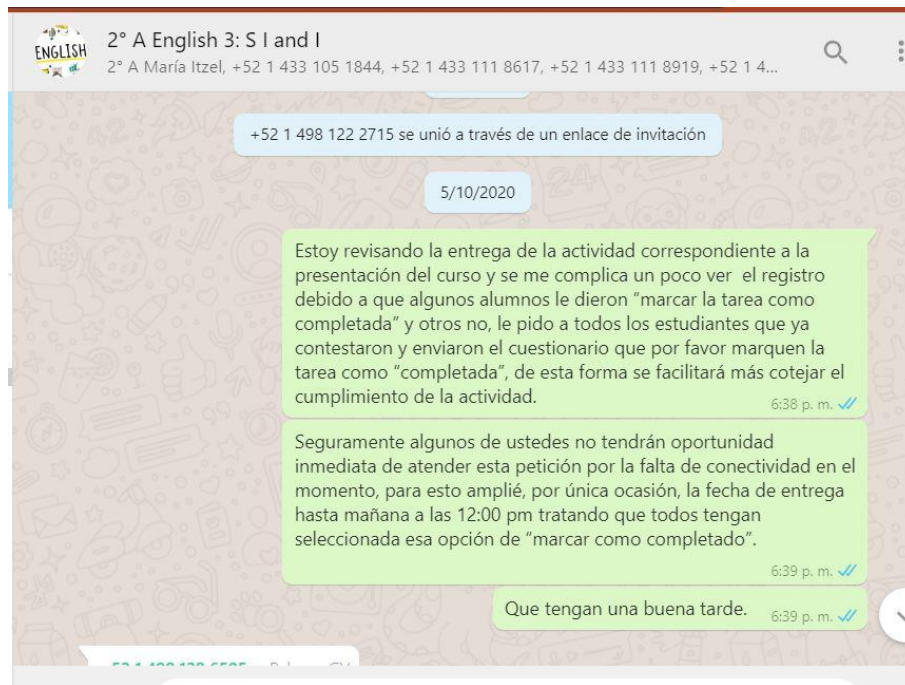 ENGLISH
2° A English 3: S I and I
2° A María Itzel, +52 1 433 105 1844, +52 1 433 111 8617, +52 1 433 111 8919, +52 1 4...
+52 1 498 122 2715 se unió a través de un enlace de invitación
5/10/2020
Estoy revisando la entrega de la actividad correspondiente a la
presentación del curso y se me complica un poco ver el registro
debido a que algunos alumnos le dieron “marcar la tarea como
completada” y otros no, le pido a todos los estudiantes que ya
contestaron y enviaron el cuestionario que por favor marquen la
tarea como “completada”, de esta forma se facilitará más cotejar el
cumplimiento de la actividad.
6:38 p. m.
Seguramente algunos de ustedes no tendrán oportunidad
inmediata de atender esta petición por la falta de conectividad en el
momento, para esto amplié, por única ocasión, la fecha de entrega
hasta mañana a las 12:00 pm tratando que todos tengan
seleccionada esa opción de “marcar como completado”.
6:39 p. m.
Que tengan una buena tarde. 6:39 p. m.